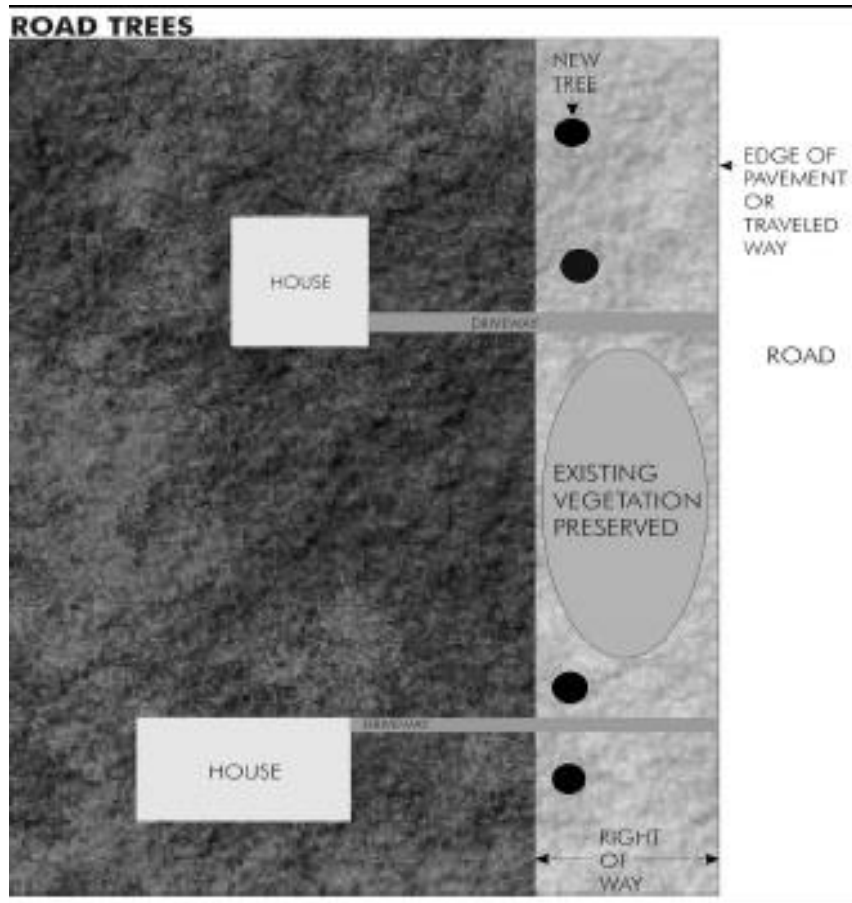 ROAD TREES
NEW
TREE
EDGE OF
PAVEMENT
OR
TRAVELED
WAY
HOUSE
DRIVEWAY
ROAD
EXISTING
VEGETATION
PRESERVED
DRIVEWAY
HOUSE
RIGHT
OF
WAY